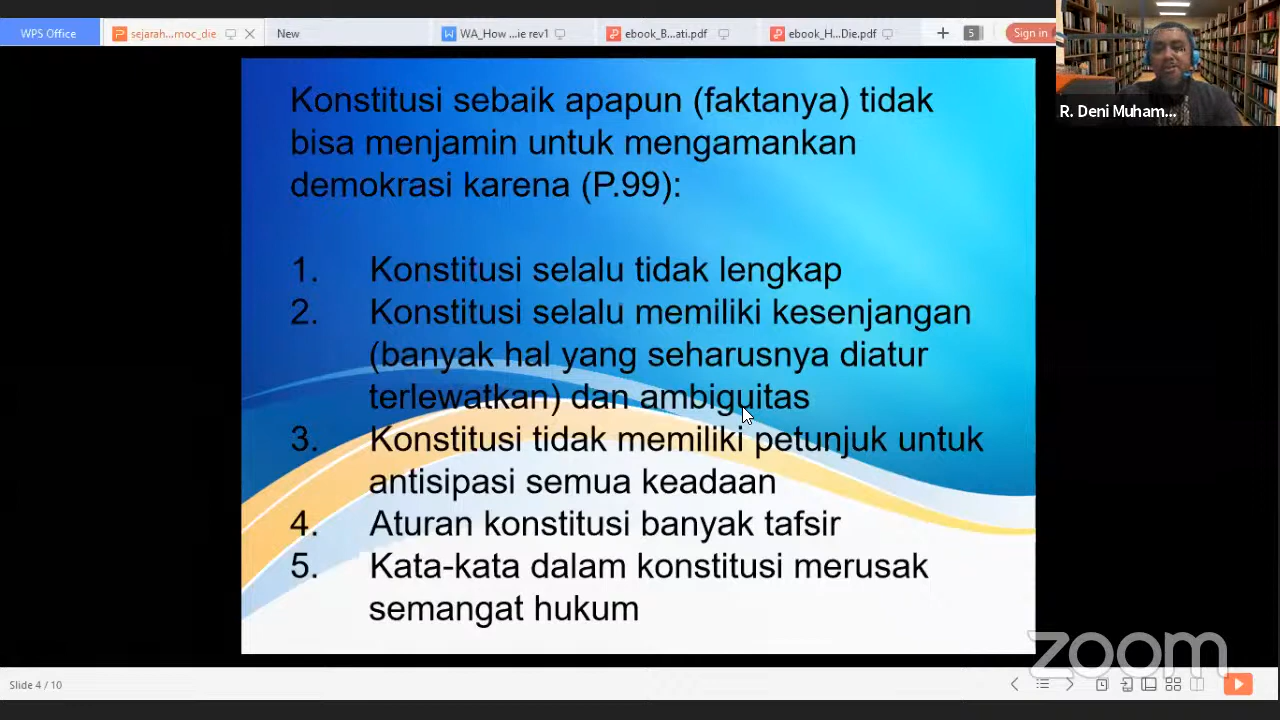 WPS Office
sejarah...moc_die
New
WA_How ...ie rev1
ebook_B...ati.pdf
ebook_H...Die.pdf
5
Sign in
R. Deni Muham...
Konstitusi sebaik apapun (faktanya) tidak
bisa menjamin untuk mengamankan
demokrasi karena (P.99):
1. Konstitusi selalu tidak lengkap
2. Konstitusi selalu memiliki kesenjangan
(banyak hal yang seharusnya diatur
terlewatkan) dan ambiguitas
3. Konstitusi tidak memiliki petunjuk untuk
antisipasi semua keadaan
4. Aturan konstitusi banyak tafsir
5. Kata-kata dalam konstitusi merusak
semangat hukum
zoom
Slide 4 / 10